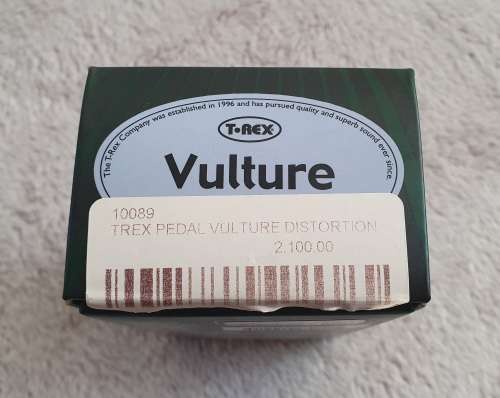 The T.Rex Company was established in 1996 and has pursued quality and superb sound ever since.
T·REX
Vulture
10089
TREX PEDAL VULTURE DISTORTION
2.100,00